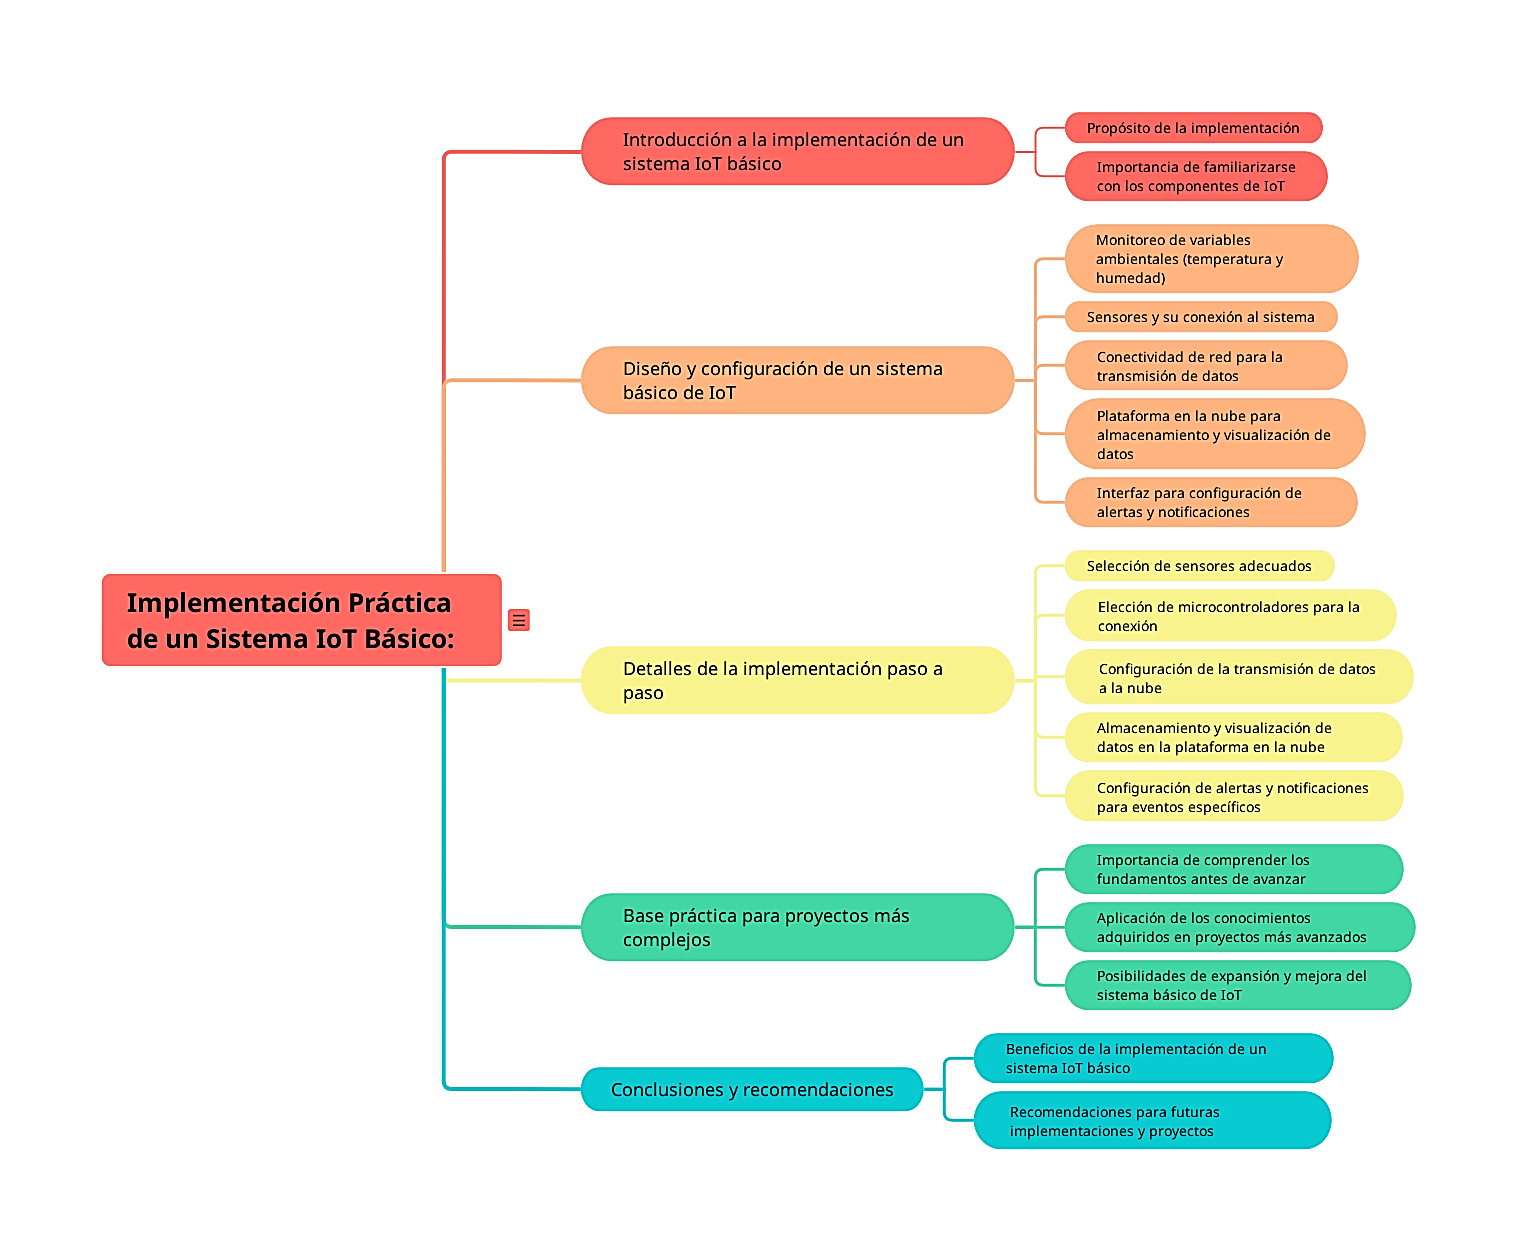 Implementación Práctica
de un Sistema IoT Básico:
Introducción a la implementación de un
sistema IoT básico
Propósito de la implementación
Importancia de familiarizarse
con los componentes de IoT
Diseño y configuración de un sistema
básico de IoT
Monitoreo de variables
ambientales (temperatura y
humedad)
Sensores y su conexión al sistema
Conectividad de red para la
transmisión de datos
Plataforma en la nube para
almacenamiento y visualización de
datos
Interfaz para configuración de
alertas y notificaciones
Detalles de la implementación paso a
paso
Selección de sensores adecuados
Elección de microcontroladores para la
conexión
Configuración de la transmisión de datos
a la nube
Almacenamiento y visualización de
datos en la plataforma en la nube
Configuración de alertas y notificaciones
para eventos específicos
Base práctica para proyectos más
complejos
Importancia de comprender los
fundamentos antes de avanzar
Aplicación de los conocimientos
adquiridos en proyectos más avanzados
Posibilidades de expansión y mejora del
sistema básico de IoT
Conclusiones y recomendaciones
Beneficios de la implementación de un
sistema IoT básico
Recomendaciones para futuras
implementaciones y proyectos